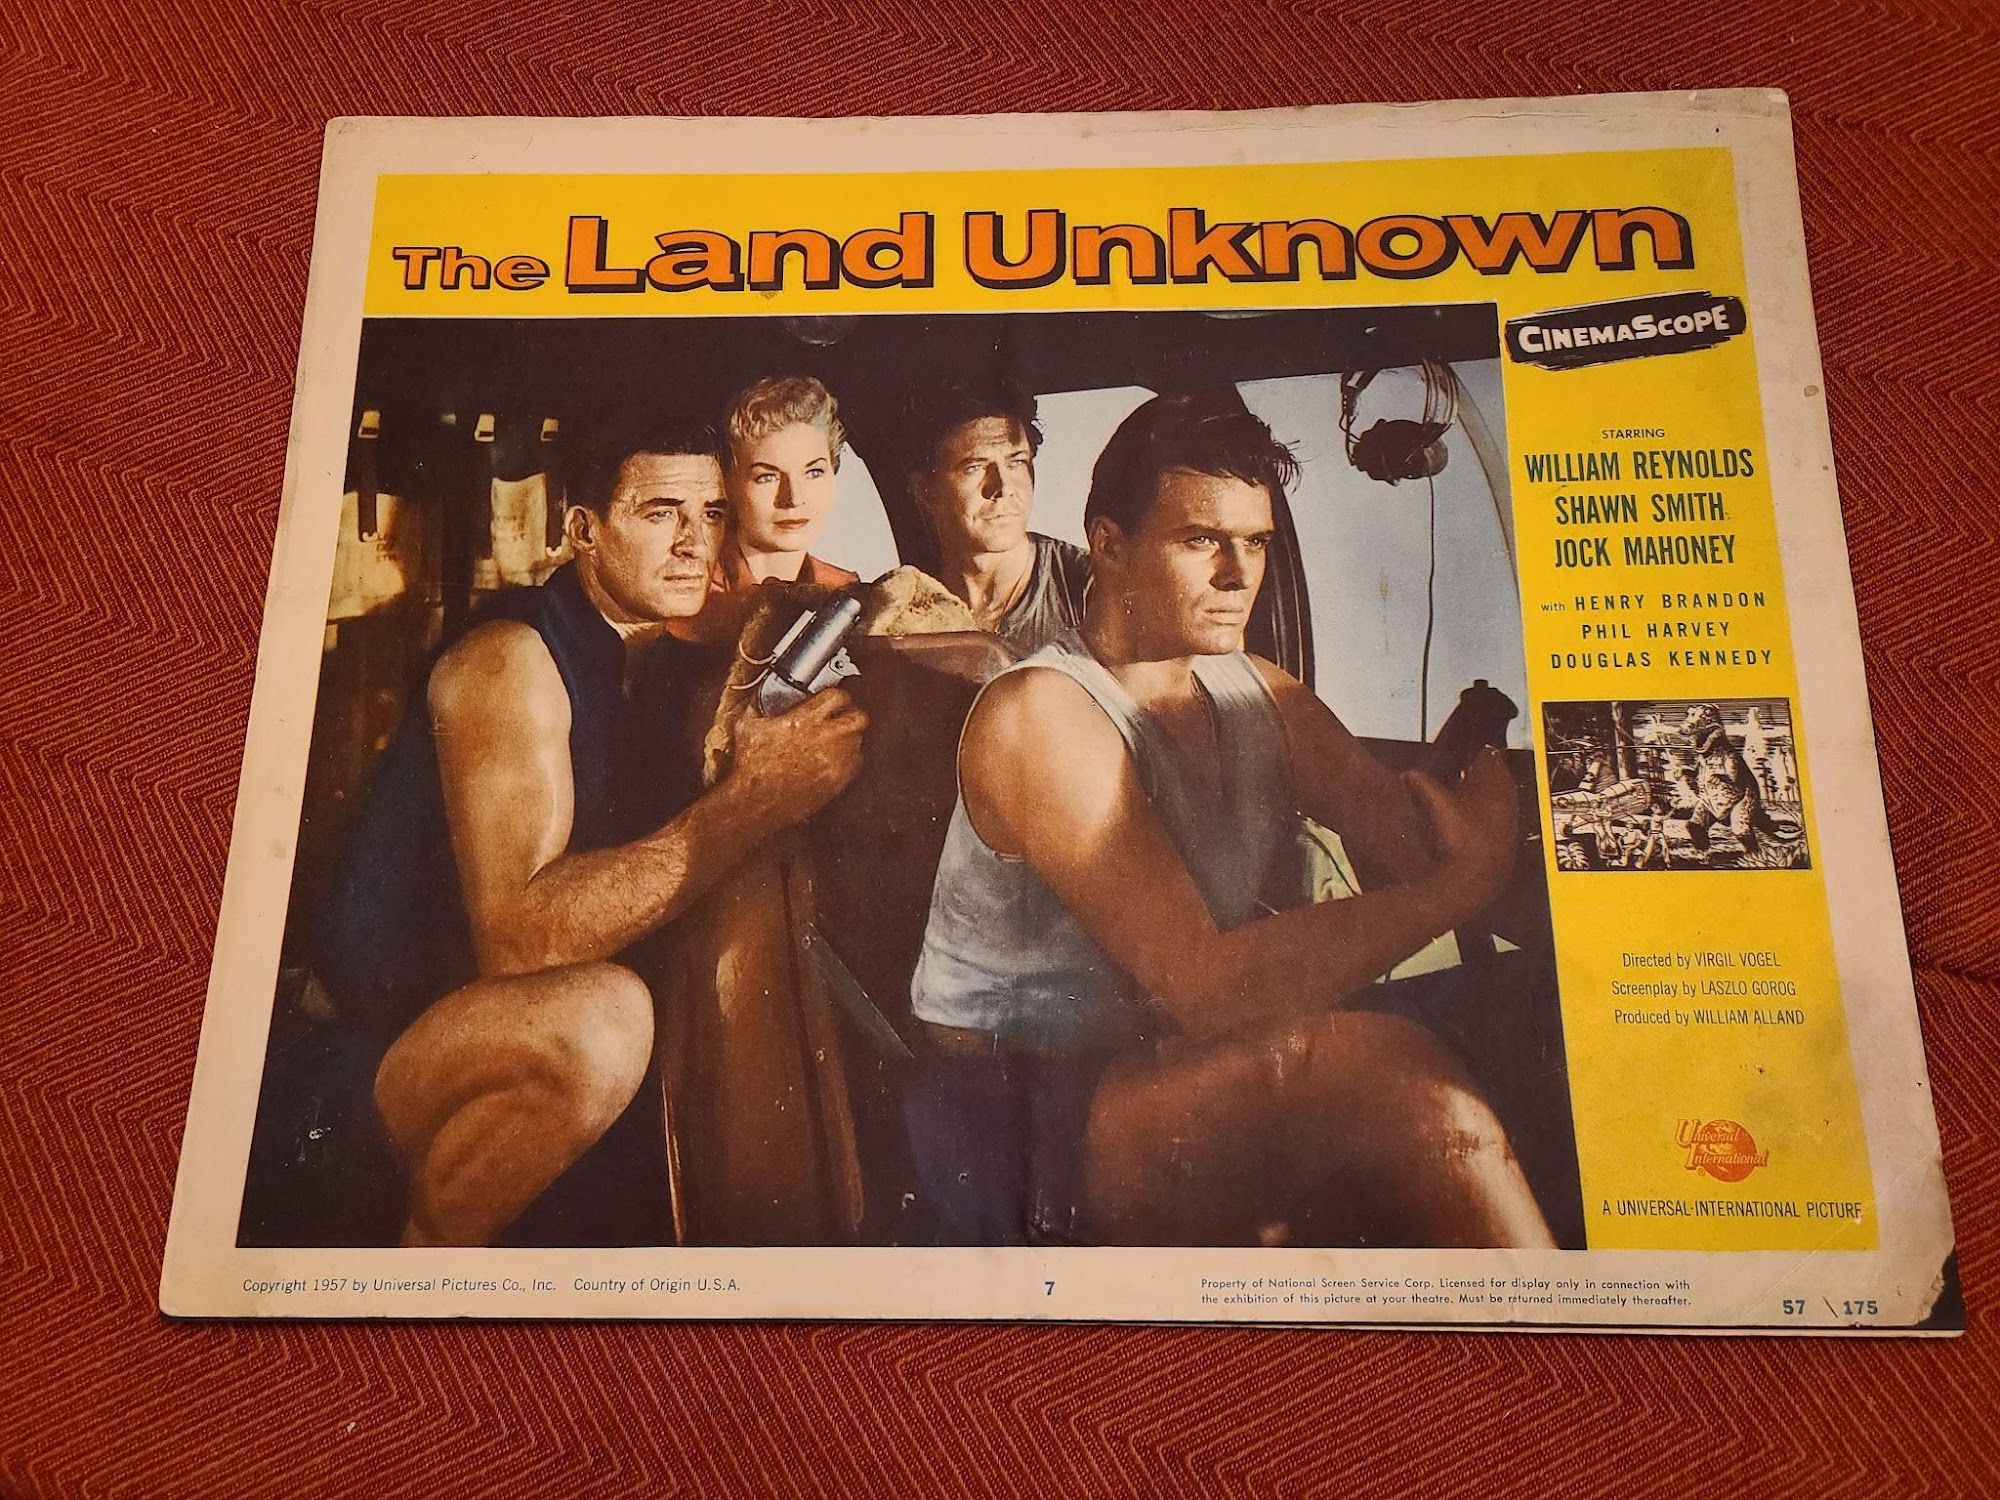 The Land Unknown
CINEMASCOPE
STARRING
WILLIAM REYNOLDS
SHAWN SMITH
JOCK MAHONEY
with HENRY BRANDON
PHIL HARVEY
DOUGLAS KENNEDY
Directed by VIRGIL VOGEL
Screenplay by LASZLO GOROG
Produced by WILLIAM ALLAND
Universal
International
A UNIVERSAL-INTERNATIONAL PICTURE
Copyright 1957 by Universal Pictures Co., Inc. Country of Origin U.S.A.
7
Property of National Screen Service Corp. Licensed for display only in connection with
the exhibition of this picture at your theatre. Must be returned immediately thereafter.
57 \ 175